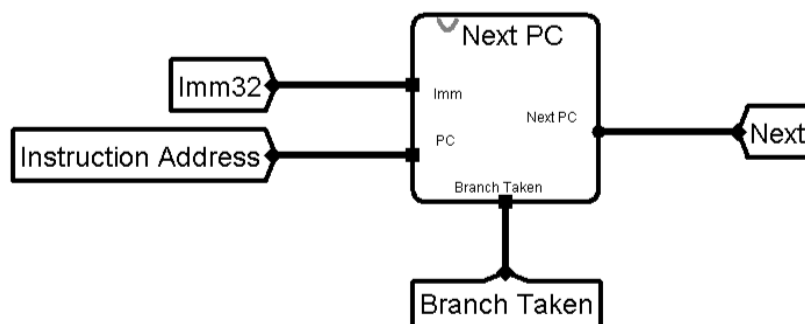 Next PC
Imm32
Imm
Next PC
Next
PC
Instruction Address
Branch Taken
Branch Taken